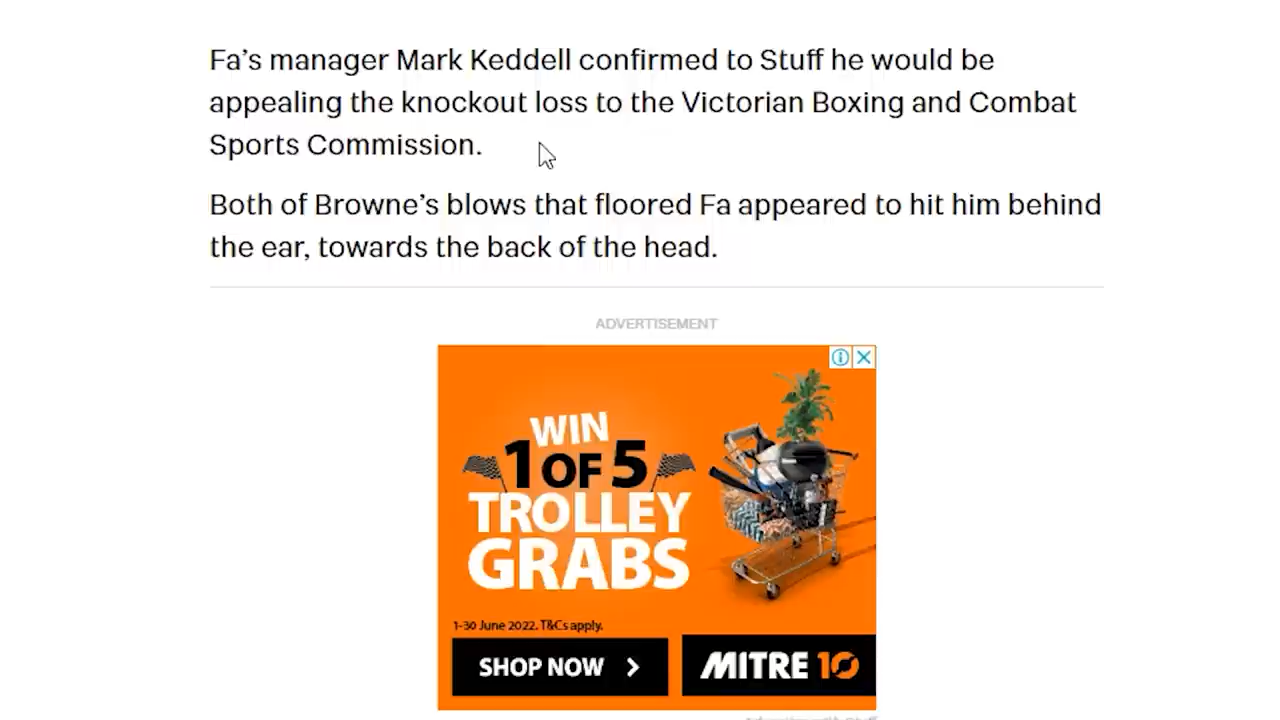 Fa’s manager Mark Keddell confirmed to Stuff he would be
appealing the knockout loss to the Victorian Boxing and Combat
Sports Commission.
Both of Browne’s blows that floored Fa appeared to hit him behind
the ear, towards the back of the head.
ADVERTISEMENT
WIN
1 OF 5
TROLLEY
GRABS
1-30 June 2022. T&Cs apply.
SHOP NOW
MITRE 10